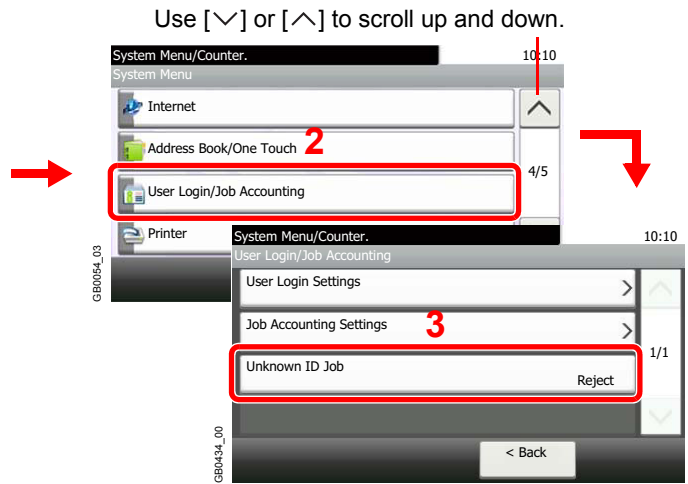 Use [﹀] or [︿] to scroll up and down.
System Menu/Counter.
10:10
System Menu
Internet
Address Book/One Touch
2
4/5
User Login/Job Accounting
Printer
GB0054_03
System Menu/Counter.
10:10
User Login/Job Accounting
User Login Settings
Job Accounting Settings
3
1/1
Unknown ID Job
Reject
< Back
GB0434_00